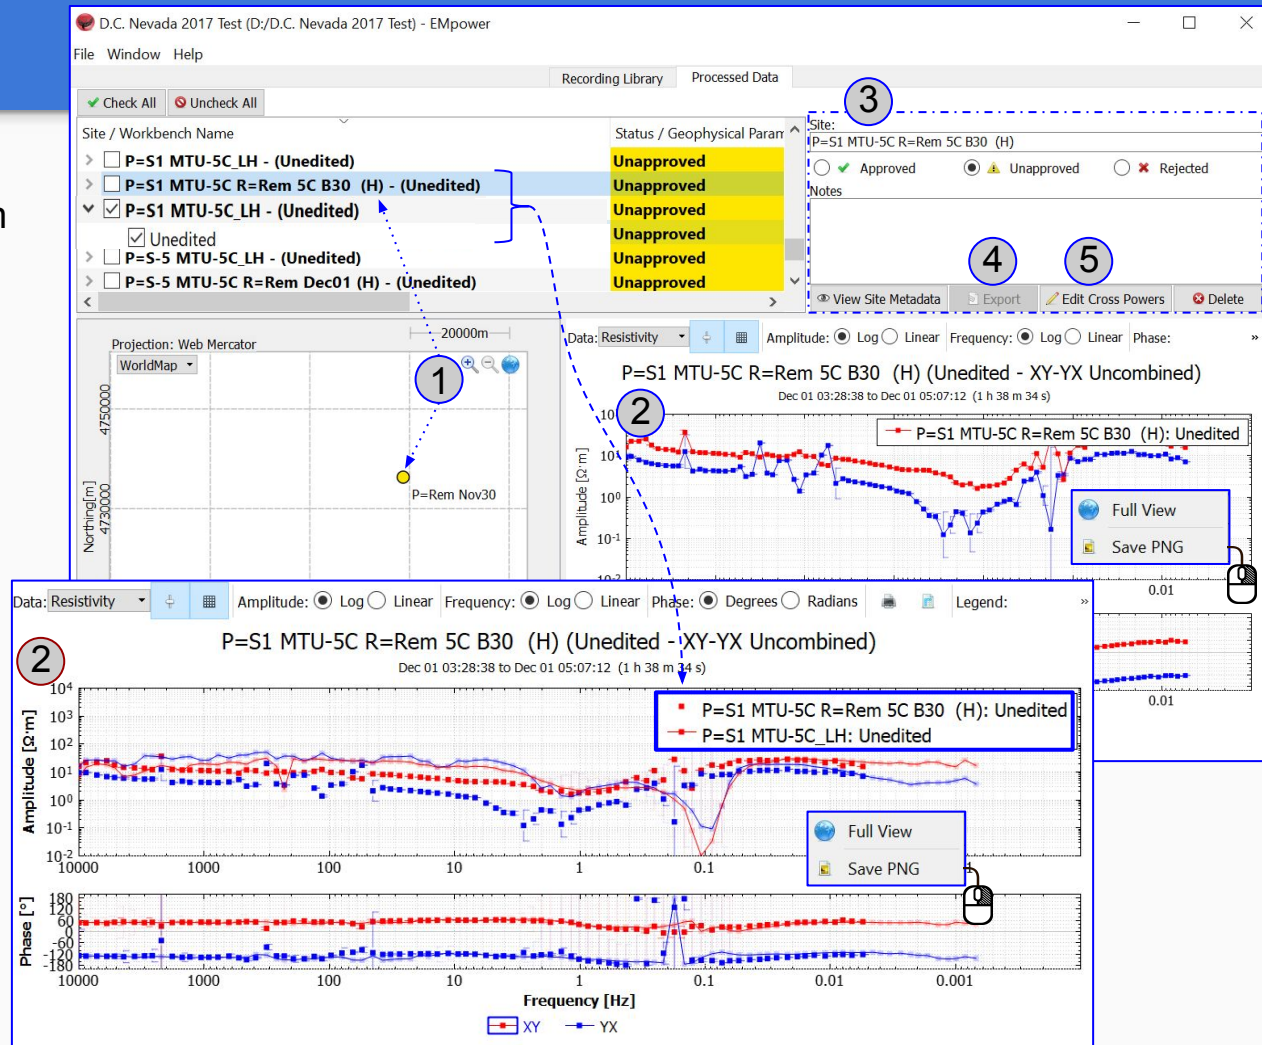 D.C. Nevada 2017 Test (D:/D.C. Nevada 2017 Test) - EMpower
File Window Help
Recording Library Processed Data
Check All Uncheck All
Site / Workbench Name Status / Geophysical Param
P=S1 MTU-5C_LH - (Unedited) Unapproved
P=S1 MTU-5C R=Rem 5C B30 (H) - (Unedited) Unapproved
P=S1 MTU-5C_LH - (Unedited) Unapproved
Unedited Unapproved
P=S-5 MTU-5C_LH - (Unedited) Unapproved
P=S-5 MTU-5C R=Rem Dec01 (H) - (Unedited) Unapproved
3
Site:
P=S1 MTU-5C R=Rem 5C B30 (H)
Approved Unapproved Rejected
Notes
4 5
View Site Metadata Export Edit Cross Powers Delete
n
Projection: Web Mercator
20000m
WorldMap
1
4750000
4730000
Northing[m]
P=Rem Nov30
Data: Resistivity Amplitude: Log Linear Frequency: Log Linear Phase: »
P=S1 MTU-5C R=Rem 5C B30 (H) (Unedited - XY-YX Uncombined)
Dec 01 03:28:38 to Dec 01 05:07:12 (1 h 38 m 34 s)
2
P=S1 MTU-5C R=Rem 5C B30 (H): Unedited
10¹
10⁰
10⁻¹
10⁻²
Amplitude [Ω·m]
Full View
Save PNG
0.01
0.01
Data: Resistivity Amplitude: Log Linear Frequency: Log Linear Phase: Degrees Radians Legend: »
2
P=S1 MTU-5C R=Rem 5C B30 (H) (Unedited - XY-YX Uncombined)
Dec 01 03:28:38 to Dec 01 05:07:12 (1 h 38 m 34 s)
P=S1 MTU-5C R=Rem 5C B30 (H): Unedited
P=S1 MTU-5C_LH: Unedited
10⁴
10³
10²
10¹
10⁰
10⁻¹
10⁻²
Amplitude [Ω·m]
10000 1000 100 10 1 0.1
Full View
Save PNG
180
120
60
0
-60
-120
-180
Phase [°]
10000 1000 100 10 1 0.1 0.01 0.001
Frequency [Hz]
XY YX